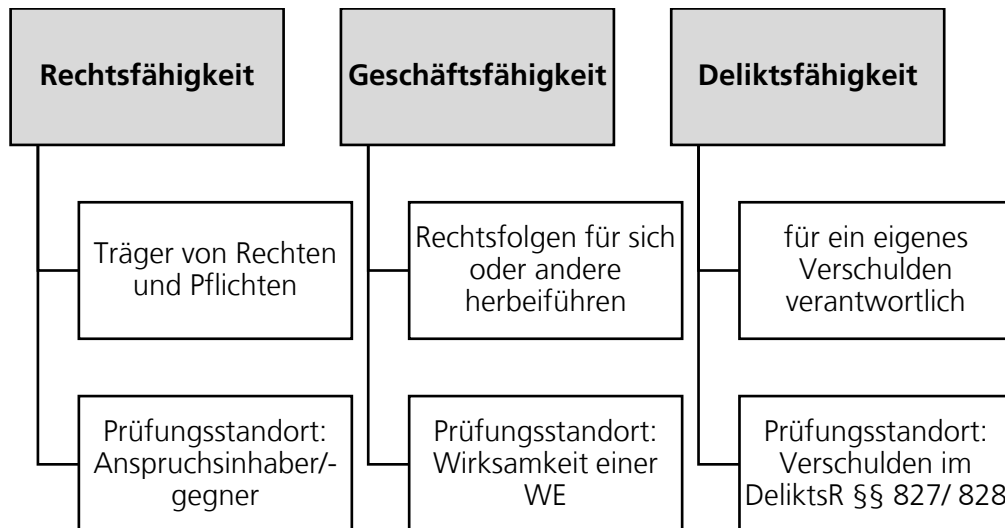 Rechtsfähigkeit
Träger von Rechten
und Pflichten
Prüfungsstandort:
Anspruchsinhaber/-
gegner
Geschäftsfähigkeit
Rechtsfolgen für sich
oder andere
herbeiführen
Prüfungsstandort:
Wirksamkeit einer
WE
Deliktsfähigkeit
für ein eigenes
Verschulden
verantwortlich
Prüfungsstandort:
Verschulden im
DeliktsR §§ 827/ 828